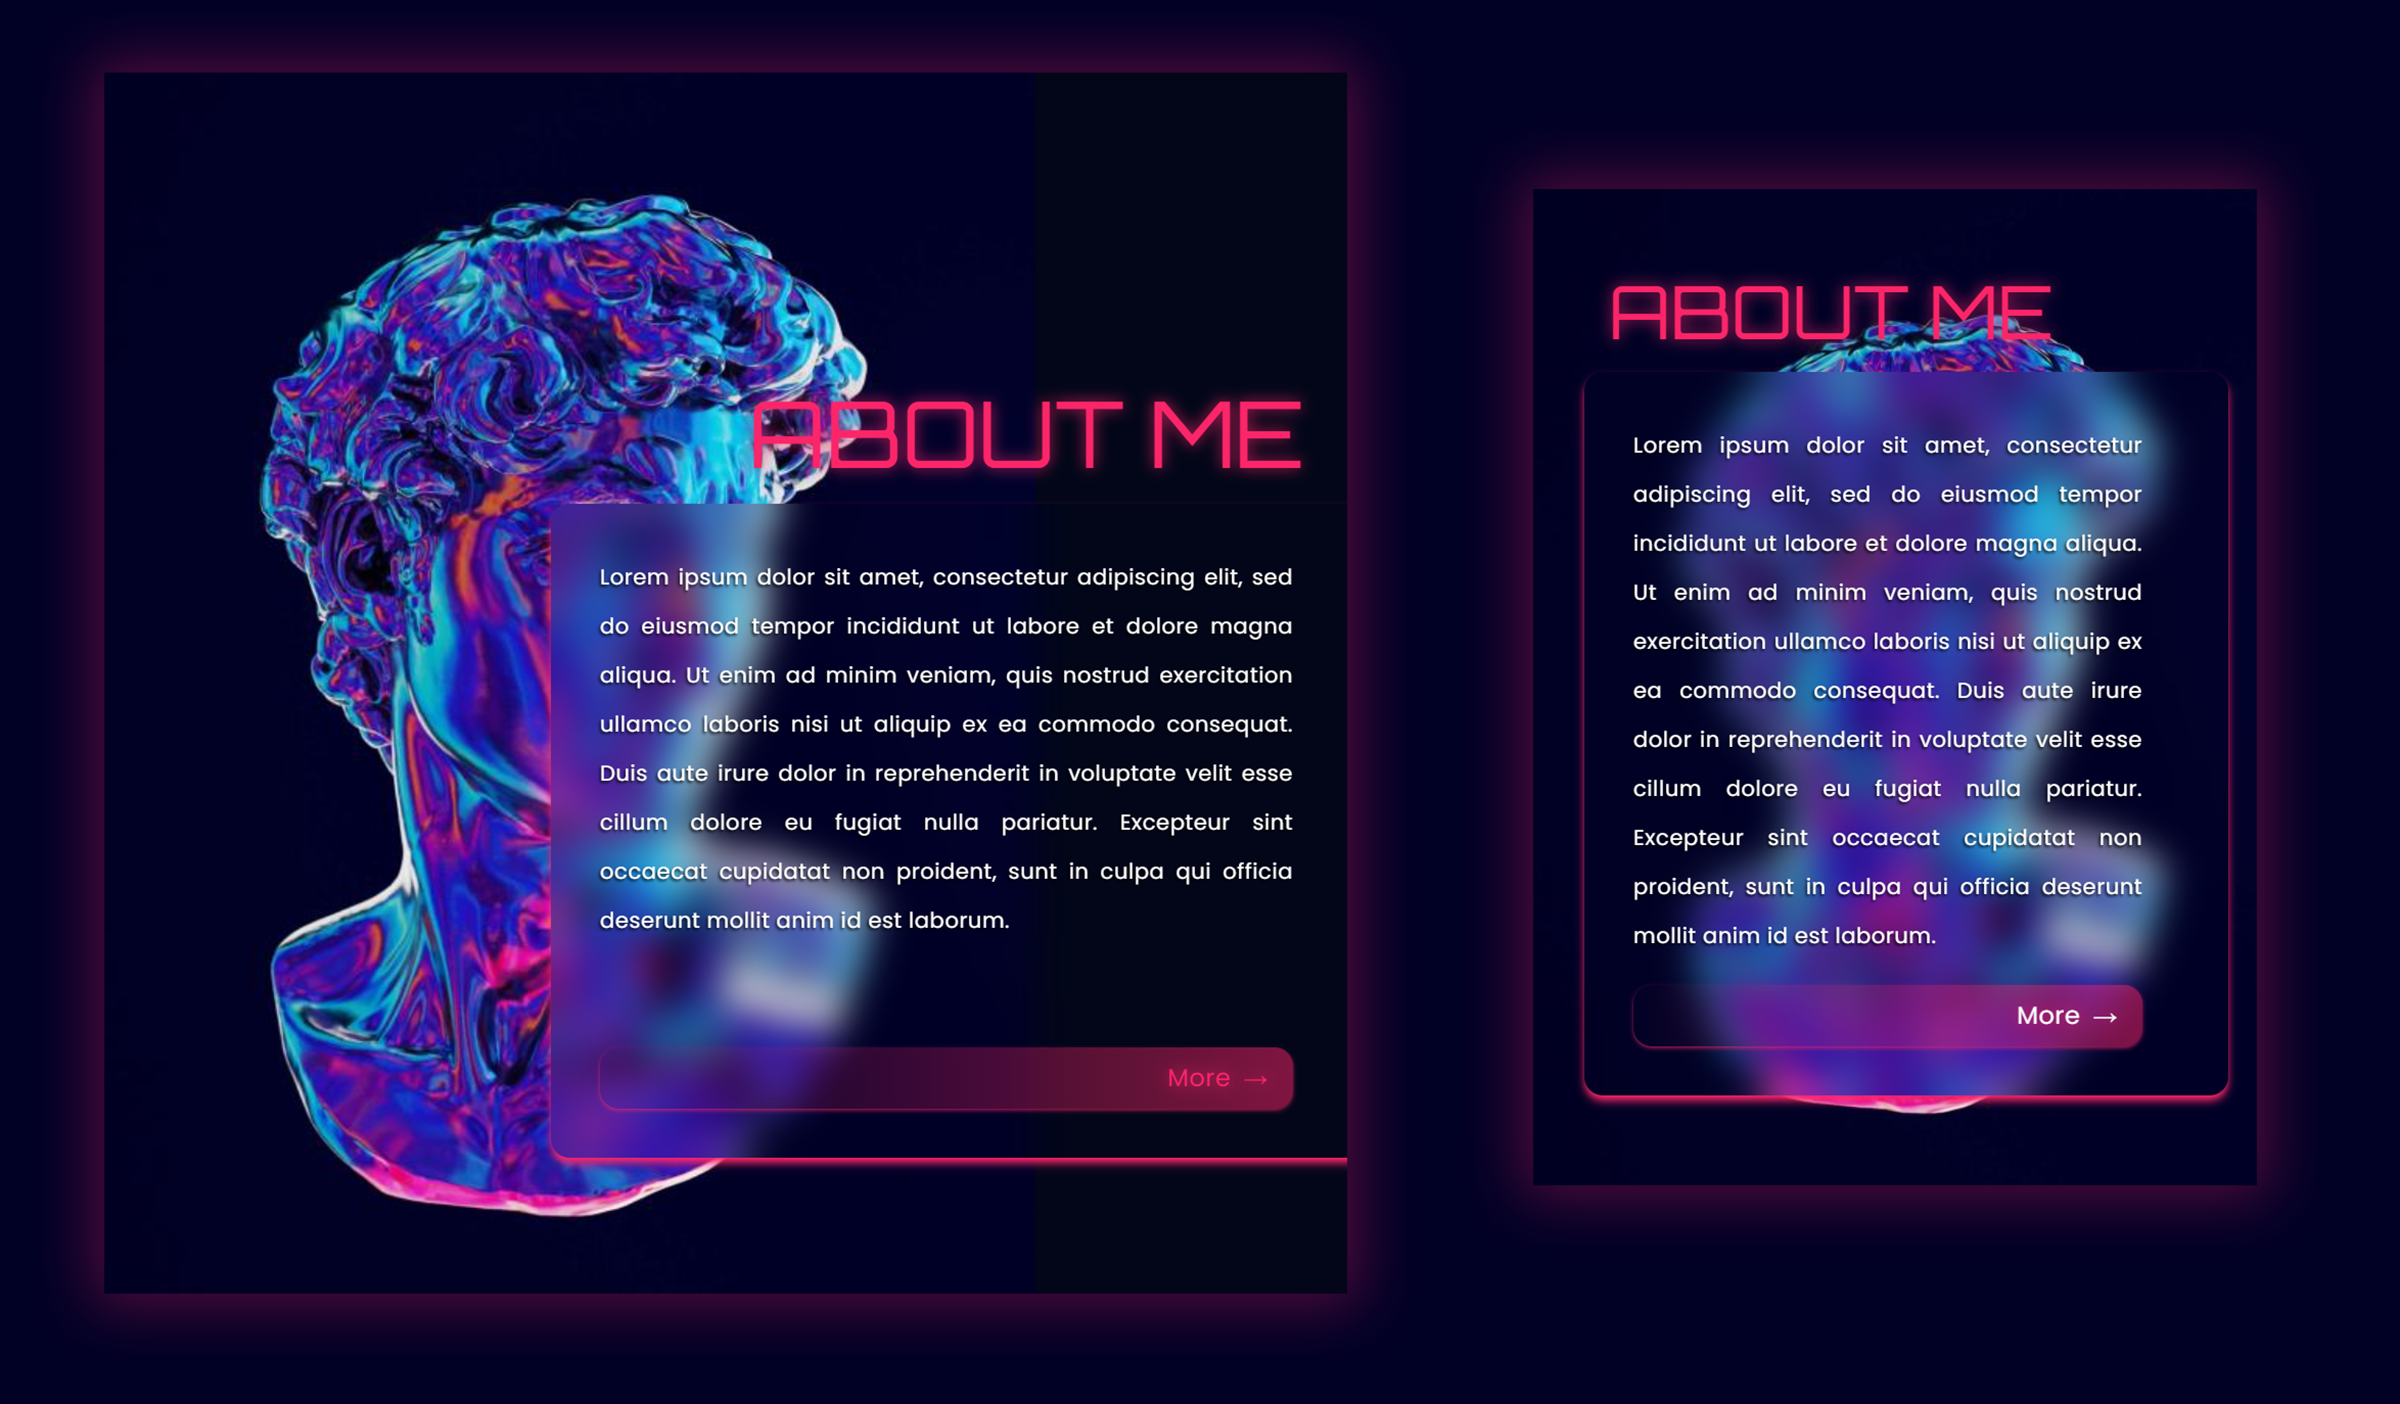 ABOUT ME
Lorem ipsum dolor sit amet, consectetur adipiscing elit, sed
do eiusmod tempor incididunt ut labore et dolore magna
aliqua. Ut enim ad minim veniam, quis nostrud exercitation
ullamco laboris nisi ut aliquip ex ea commodo consequat.
Duis aute irure dolor in reprehenderit in voluptate velit esse
cillum dolore eu fugiat nulla pariatur. Excepteur sint
occaecat cupidatat non proident, sunt in culpa qui officia
deserunt mollit anim id est laborum.
More →
ABOUT ME
Lorem ipsum dolor sit amet, consectetur
adipiscing elit, sed do eiusmod tempor
incididunt ut labore et dolore magna aliqua.
Ut enim ad minim veniam, quis nostrud
exercitation ullamco laboris nisi ut aliquip ex
ea commodo consequat. Duis aute irure
dolor in reprehenderit in voluptate velit esse
cillum dolore eu fugiat nulla pariatur.
Excepteur sint occaecat cupidatat non
proident, sunt in culpa qui officia deserunt
mollit anim id est laborum.
More →